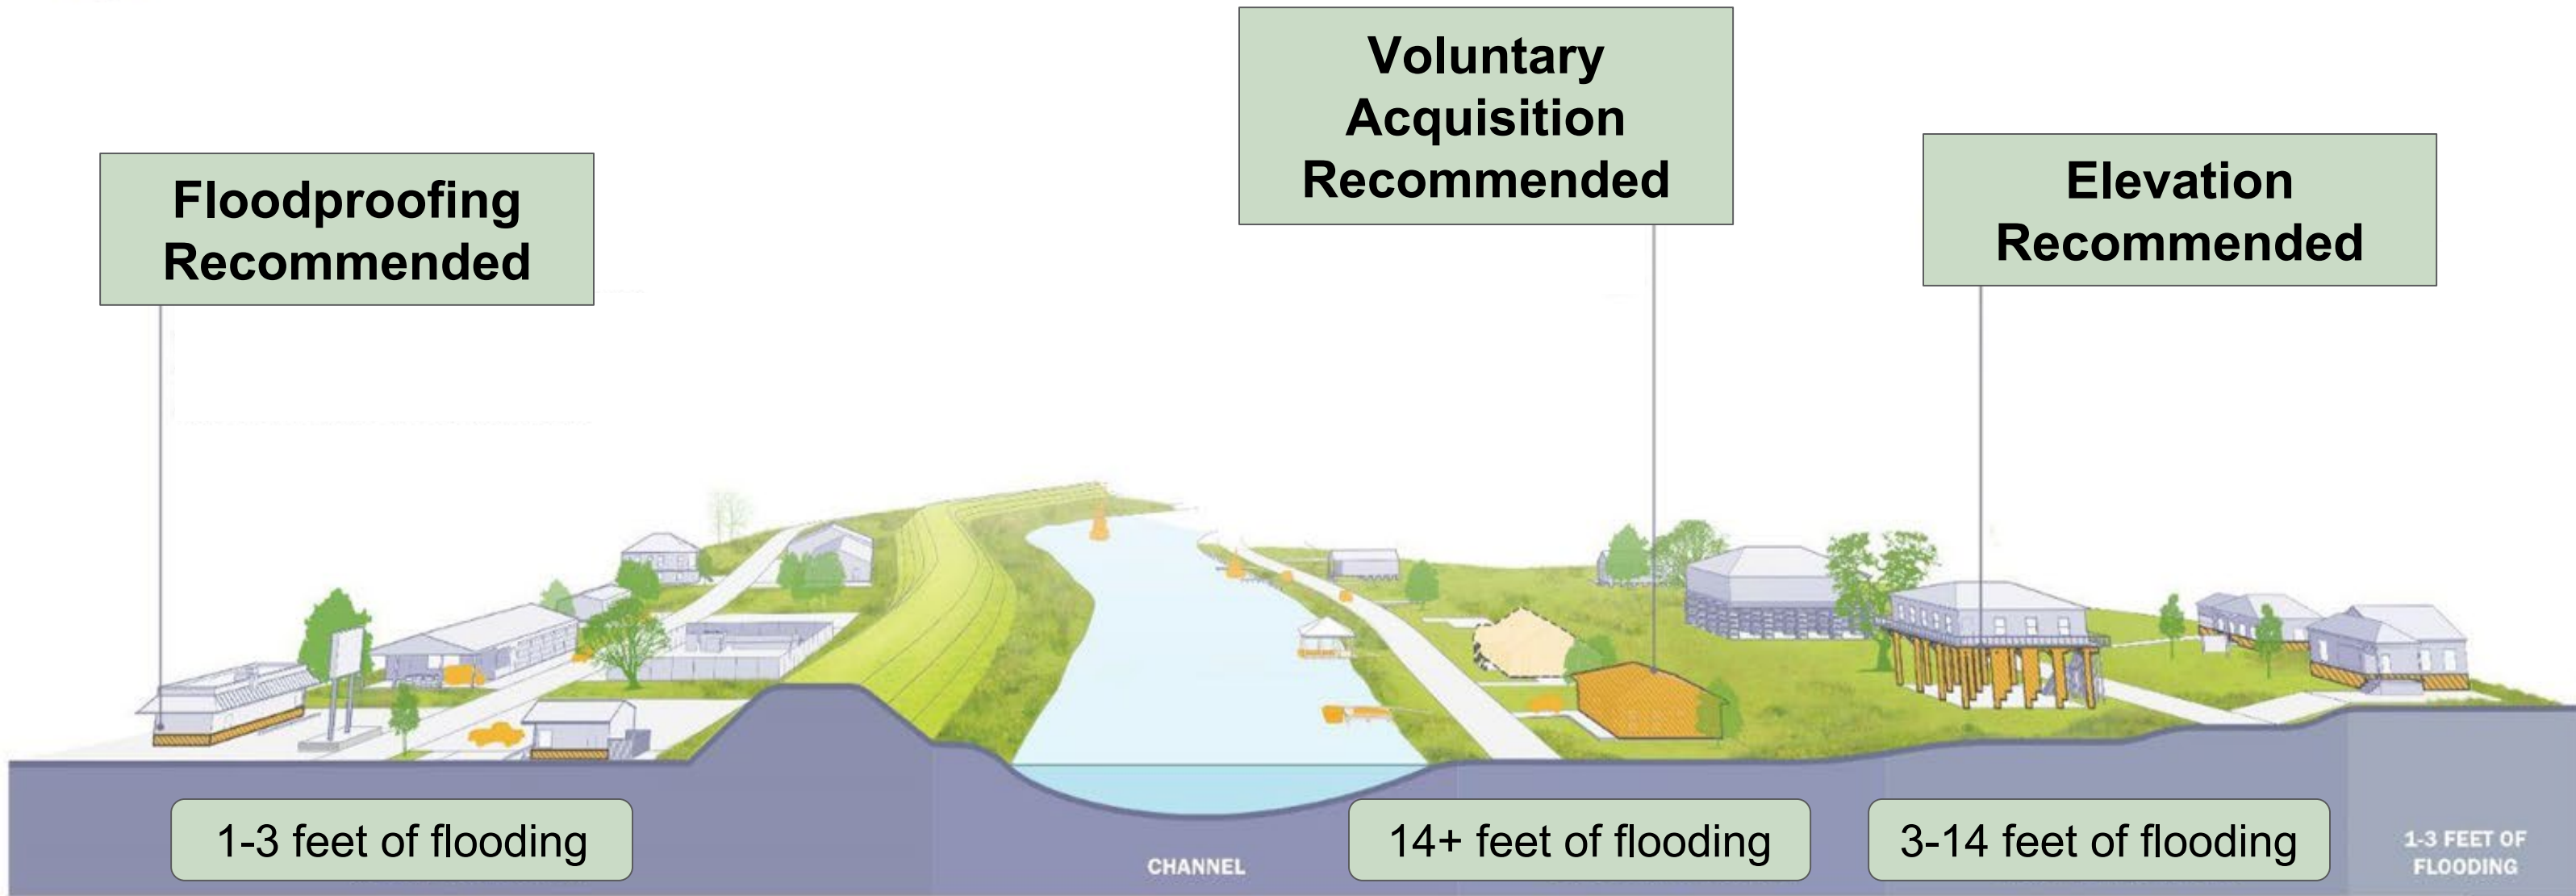 Voluntary
Acquisition
Recommended
Floodproofing
Recommended
Elevation
Recommended
1-3 feet of flooding
CHANNEL
14+ feet of flooding
3-14 feet of flooding
1-3 FEET OF
FLOODING